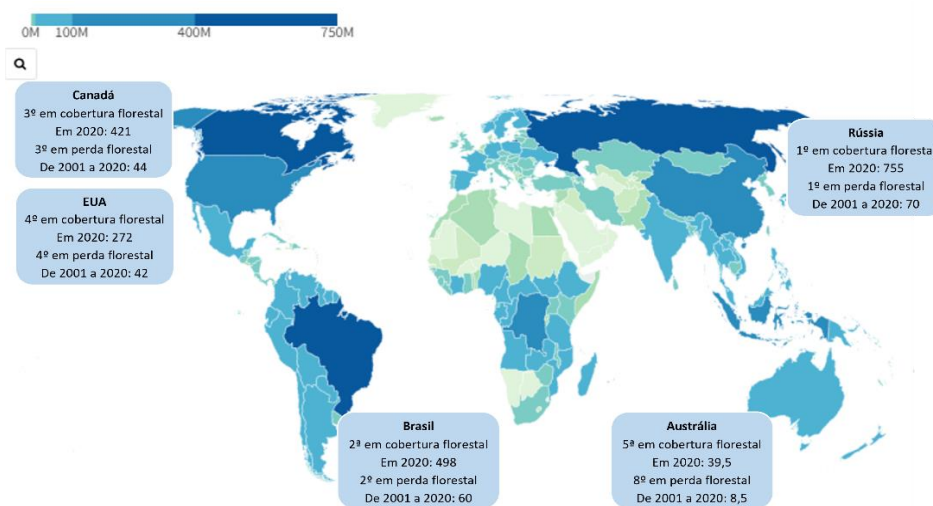 0M 100M 400M 750M
Canadá
3º em cobertura florestal
Em 2020: 421
3º em perda florestal
De 2001 a 2020: 44
EUA
4º em cobertura florestal
Em 2020: 272
4º em perda florestal
De 2001 a 2020: 42
Rússia
1º em cobertura floresta
Em 2020: 755
1º em perda florestal
De 2001 a 2020: 70
Brasil
2ª em cobertura florestal
Em 2020: 498
2º em perda florestal
De 2001 a 2020: 60
Austrália
5ª em cobertura florestal
Em 2020: 39,5
8º em perda florestal
De 2001 a 2020: 8,5